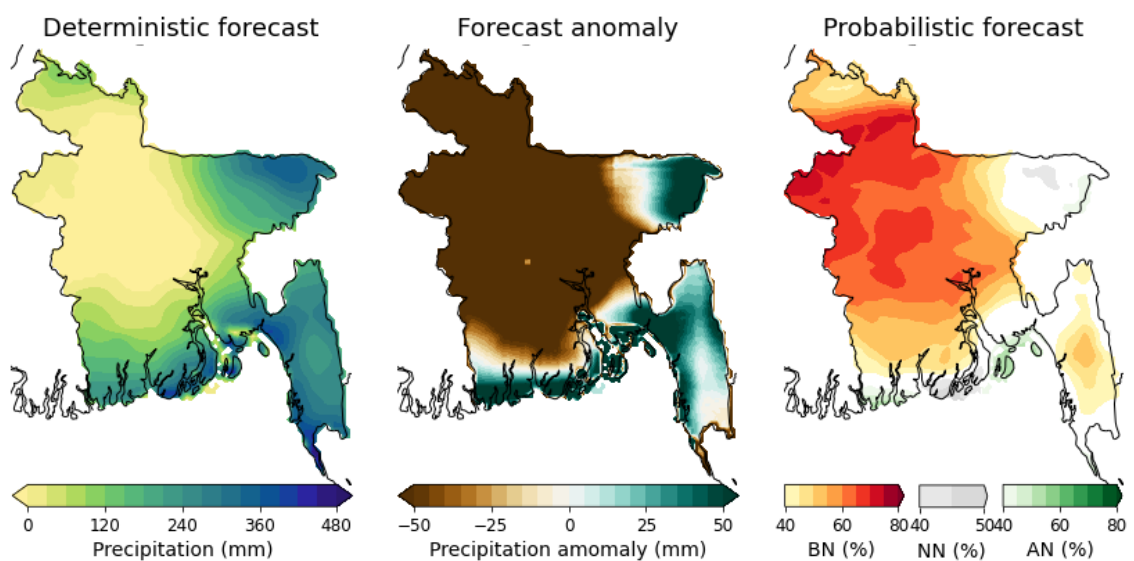 Deterministic forecast
Forecast anomaly
Probabilistic forecast
0 120 240 360 480
Precipitation (mm)
−50 −25 0 25 50
Precipitation amomaly (mm)
40 60 80
BN (%)
40 50
NN (%)
40 60 80
AN (%)